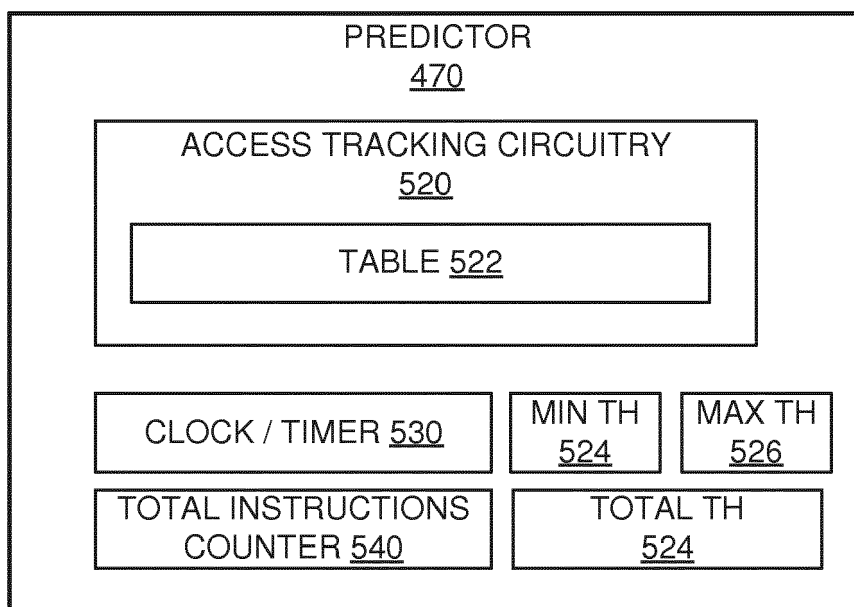 PREDICTOR
470
ACCESS TRACKING CIRCUITRY
520
TABLE 522
CLOCK / TIMER 530
MIN TH
524
MAX TH
526
TOTAL INSTRUCTIONS
COUNTER 540
TOTAL TH
524